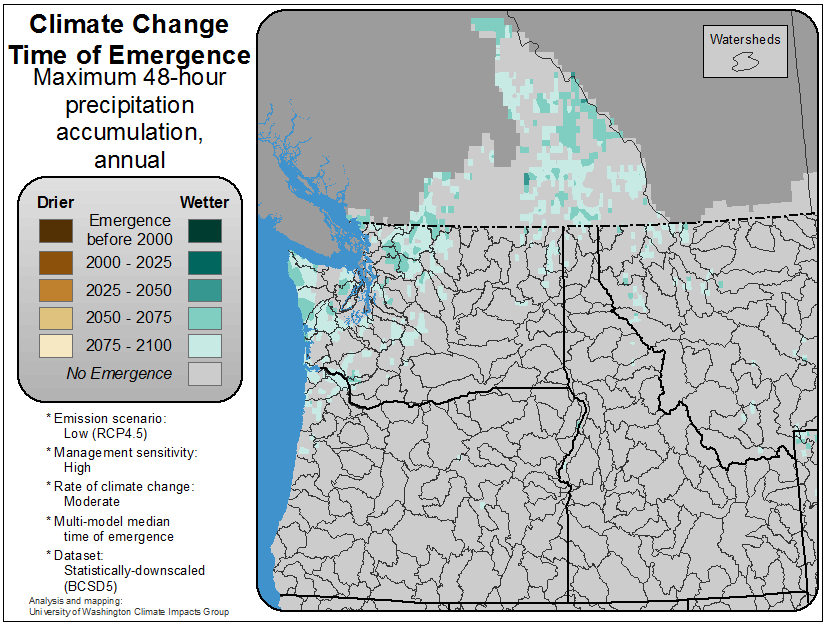 Climate Change
Time of Emergence
Maximum 48-hour
precipitation
accumulation,
annual
Watersheds
Drier Wetter
Emergence
before 2000
2000 - 2025
2025 - 2050
2050 - 2075
2075 - 2100
No Emergence
* Emission scenario:
Low (RCP4.5)
* Management sensitivity:
High
* Rate of climate change:
Moderate
* Multi-model median
time of emergence
* Dataset:
Statistically-downscaled
(BCSD5)
Analysis and mapping:
University of Washington Climate Impacts Group